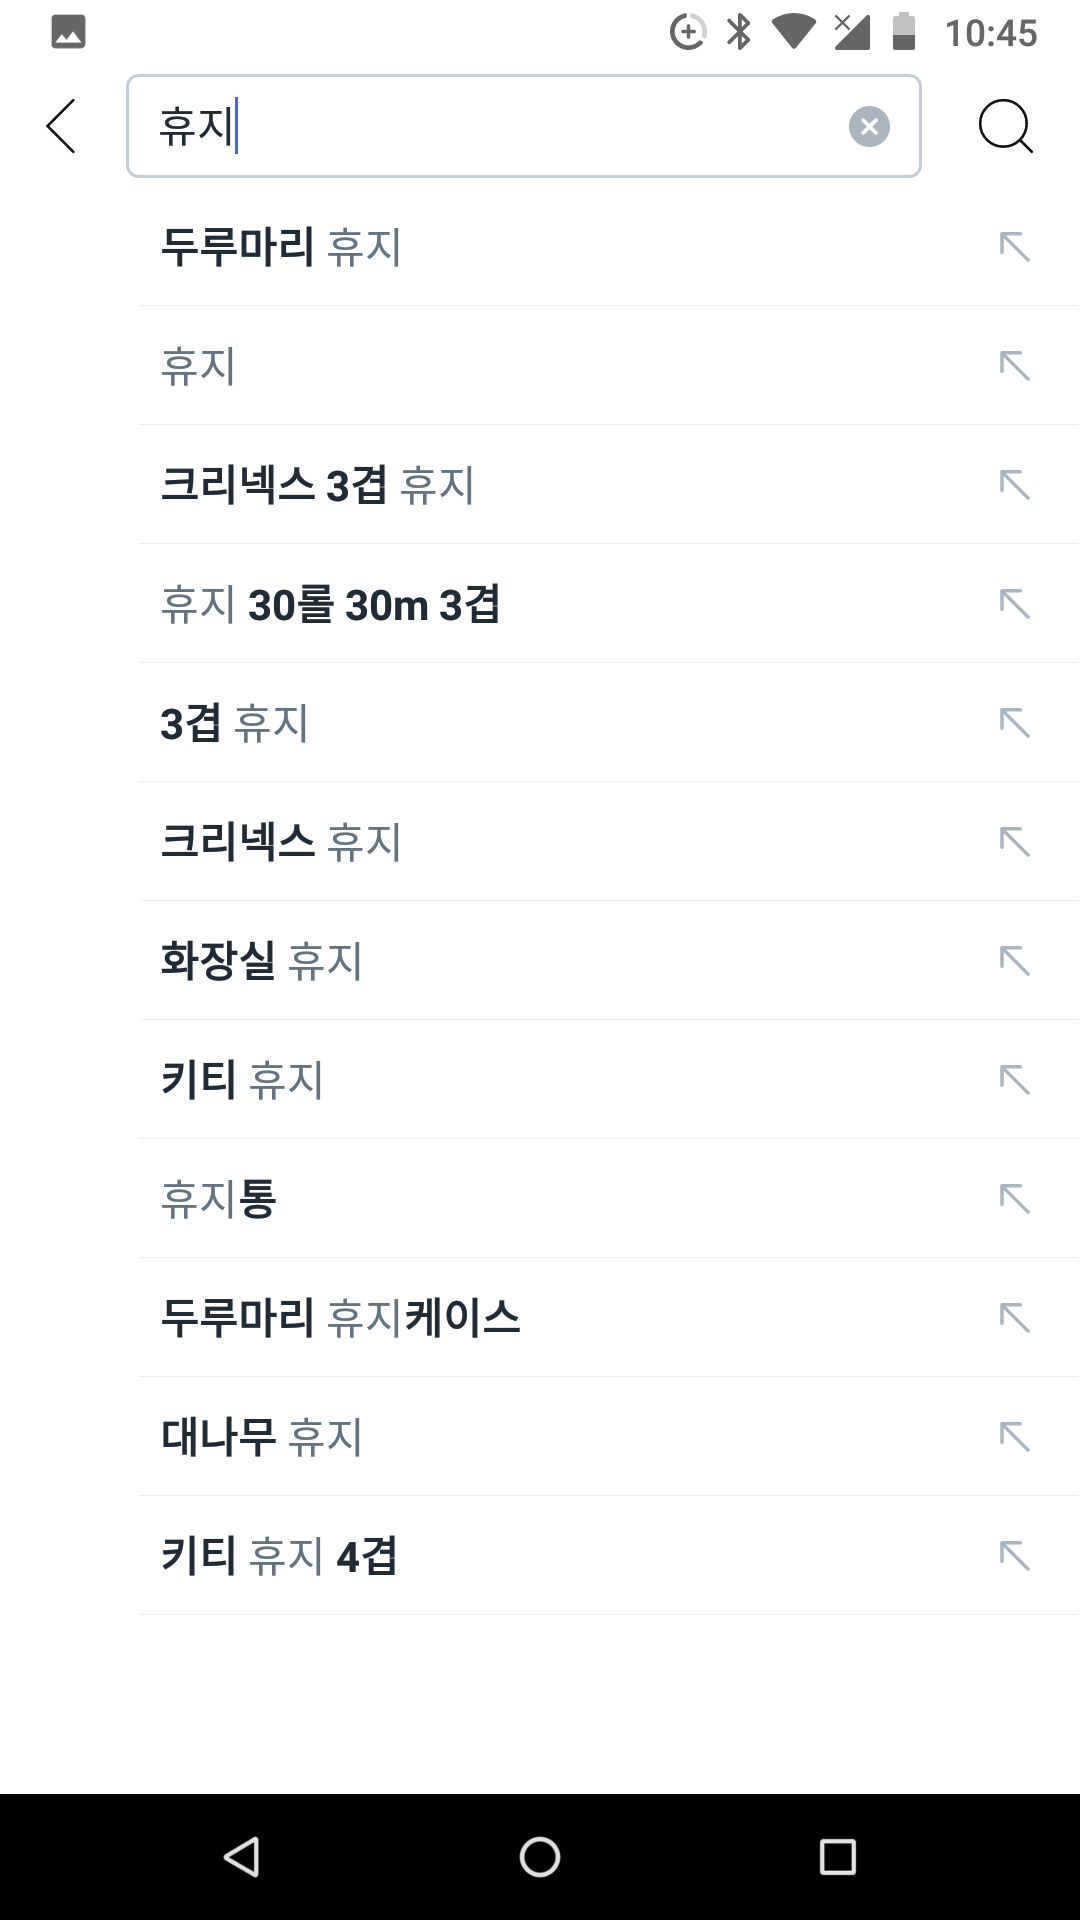 10:45
휴지
두루마리 휴지
휴지
크리넥스 3겹 휴지
휴지 30롤 30m 3겹
3겹 휴지
크리넥스 휴지
화장실 휴지
키티 휴지
휴지통
두루마리 휴지케이스
대나무 휴지
키티 휴지 4겹